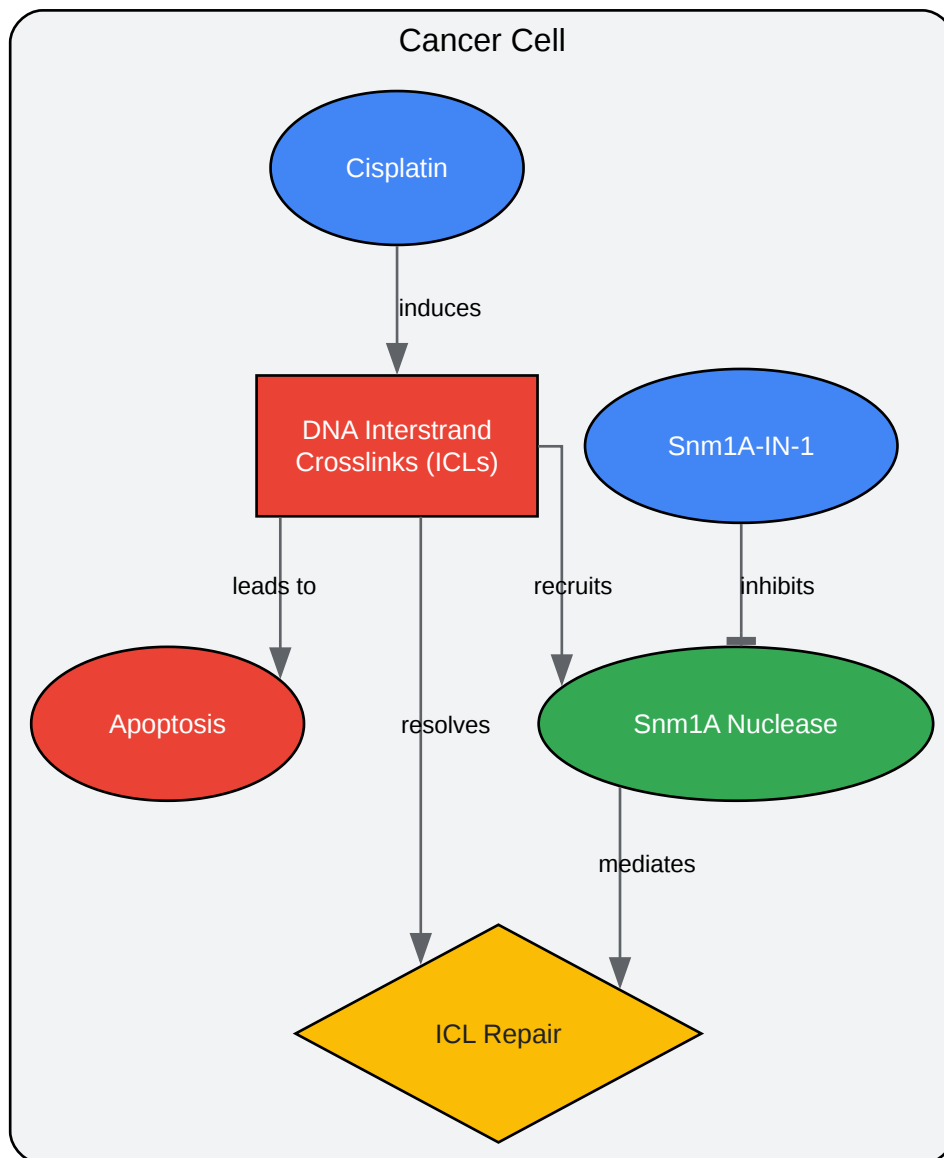 Cancer Cell
Cisplatin
induces
DNA Interstrand
Crosslinks (ICLs)
Snm1A-IN-1
leads to
recruits
inhibits
Apoptosis
resolves
Snm1A Nuclease
mediates
ICL Repair